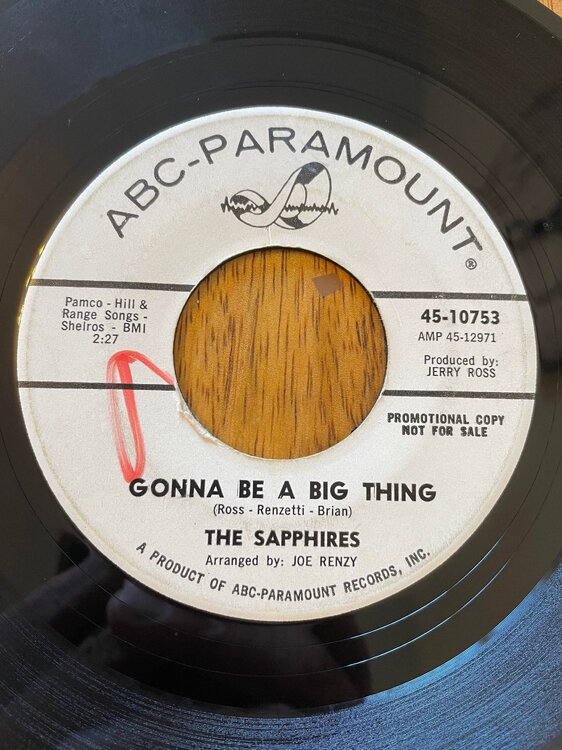 ABC-PARAMOUNT®
Pamco - Hill &
Range Songs -
Shelros - BMI
2:27
45-10753
AMP 45-12971
Produced by:
JERRY ROSS
PROMOTIONAL COPY
NOT FOR SALE
GONNA BE A BIG THING
(Ross - Renzetti - Brian)
THE SAPPHIRES
Arranged by: JOE RENZY
A PRODUCT OF ABC-PARAMOUNT RECORDS, INC.